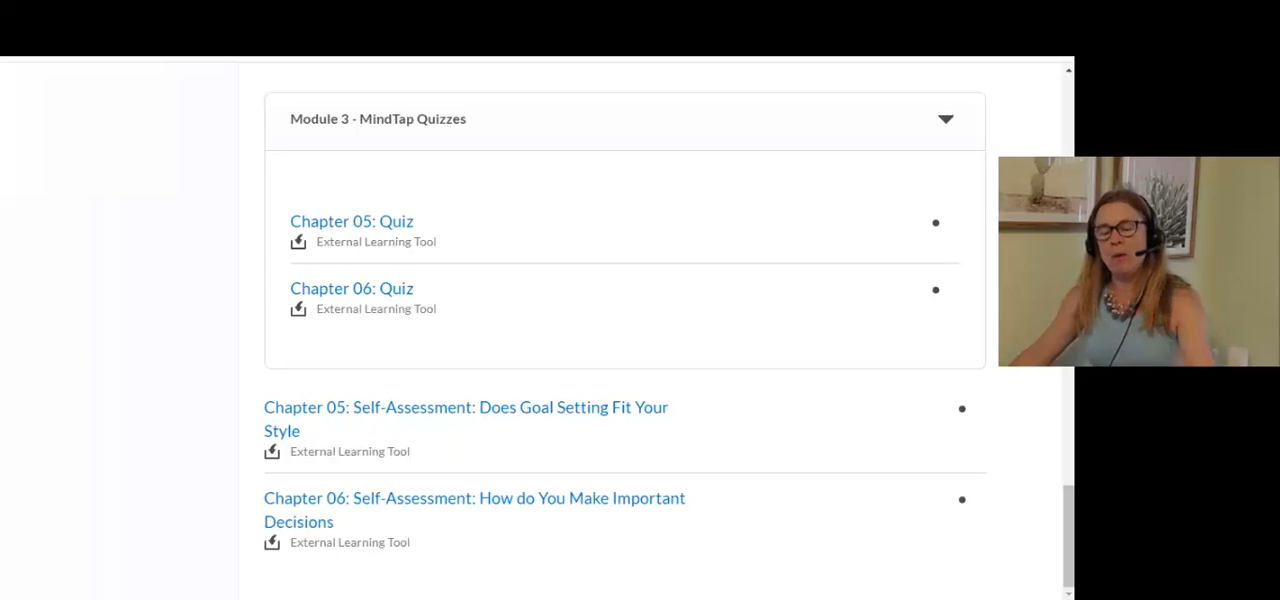 Module 3 - MindTap Quizzes
Chapter 05: Quiz
External Learning Tool
Chapter 06: Quiz
External Learning Tool
Chapter 05: Self-Assessment: Does Goal Setting Fit Your
Style
External Learning Tool
Chapter 06: Self-Assessment: How do You Make Important
Decisions
External Learning Tool